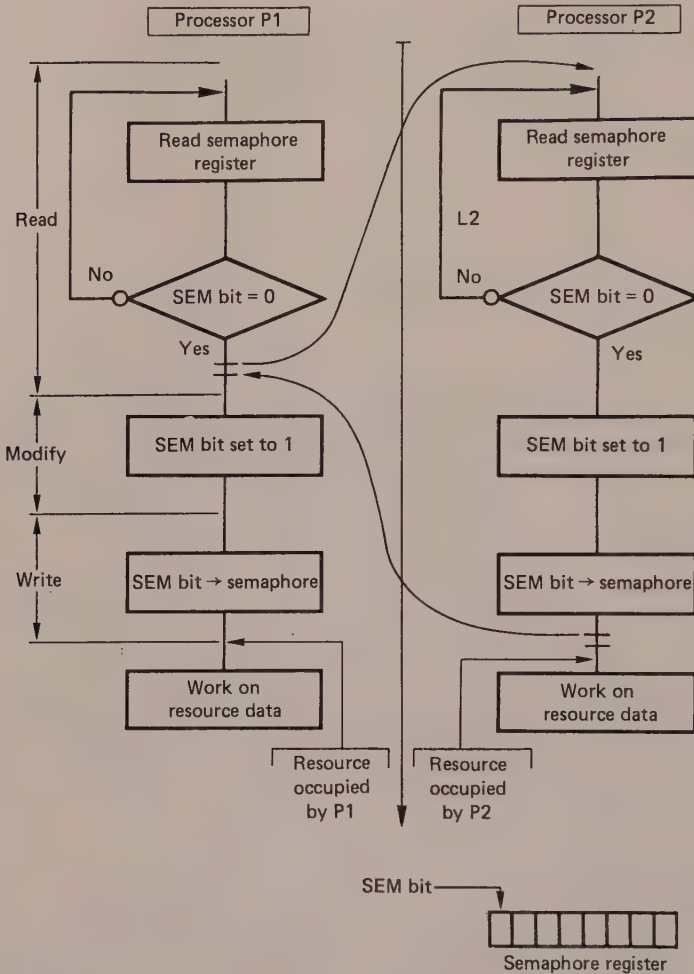 Processor P1
Processor P2
Read semaphore
register
Read semaphore
register
Read
L2
No
No
SEM bit = 0
SEM bit = 0
Yes
Yes
SEM bit set to 1
SEM bit set to 1
Modify
Write
SEM bit → semaphore
SEM bit → semaphore
Work on
resource data
Work on
resource data
Resource
occupied
by P1
Resource
occupied
by P2
SEM bit
Semaphore register